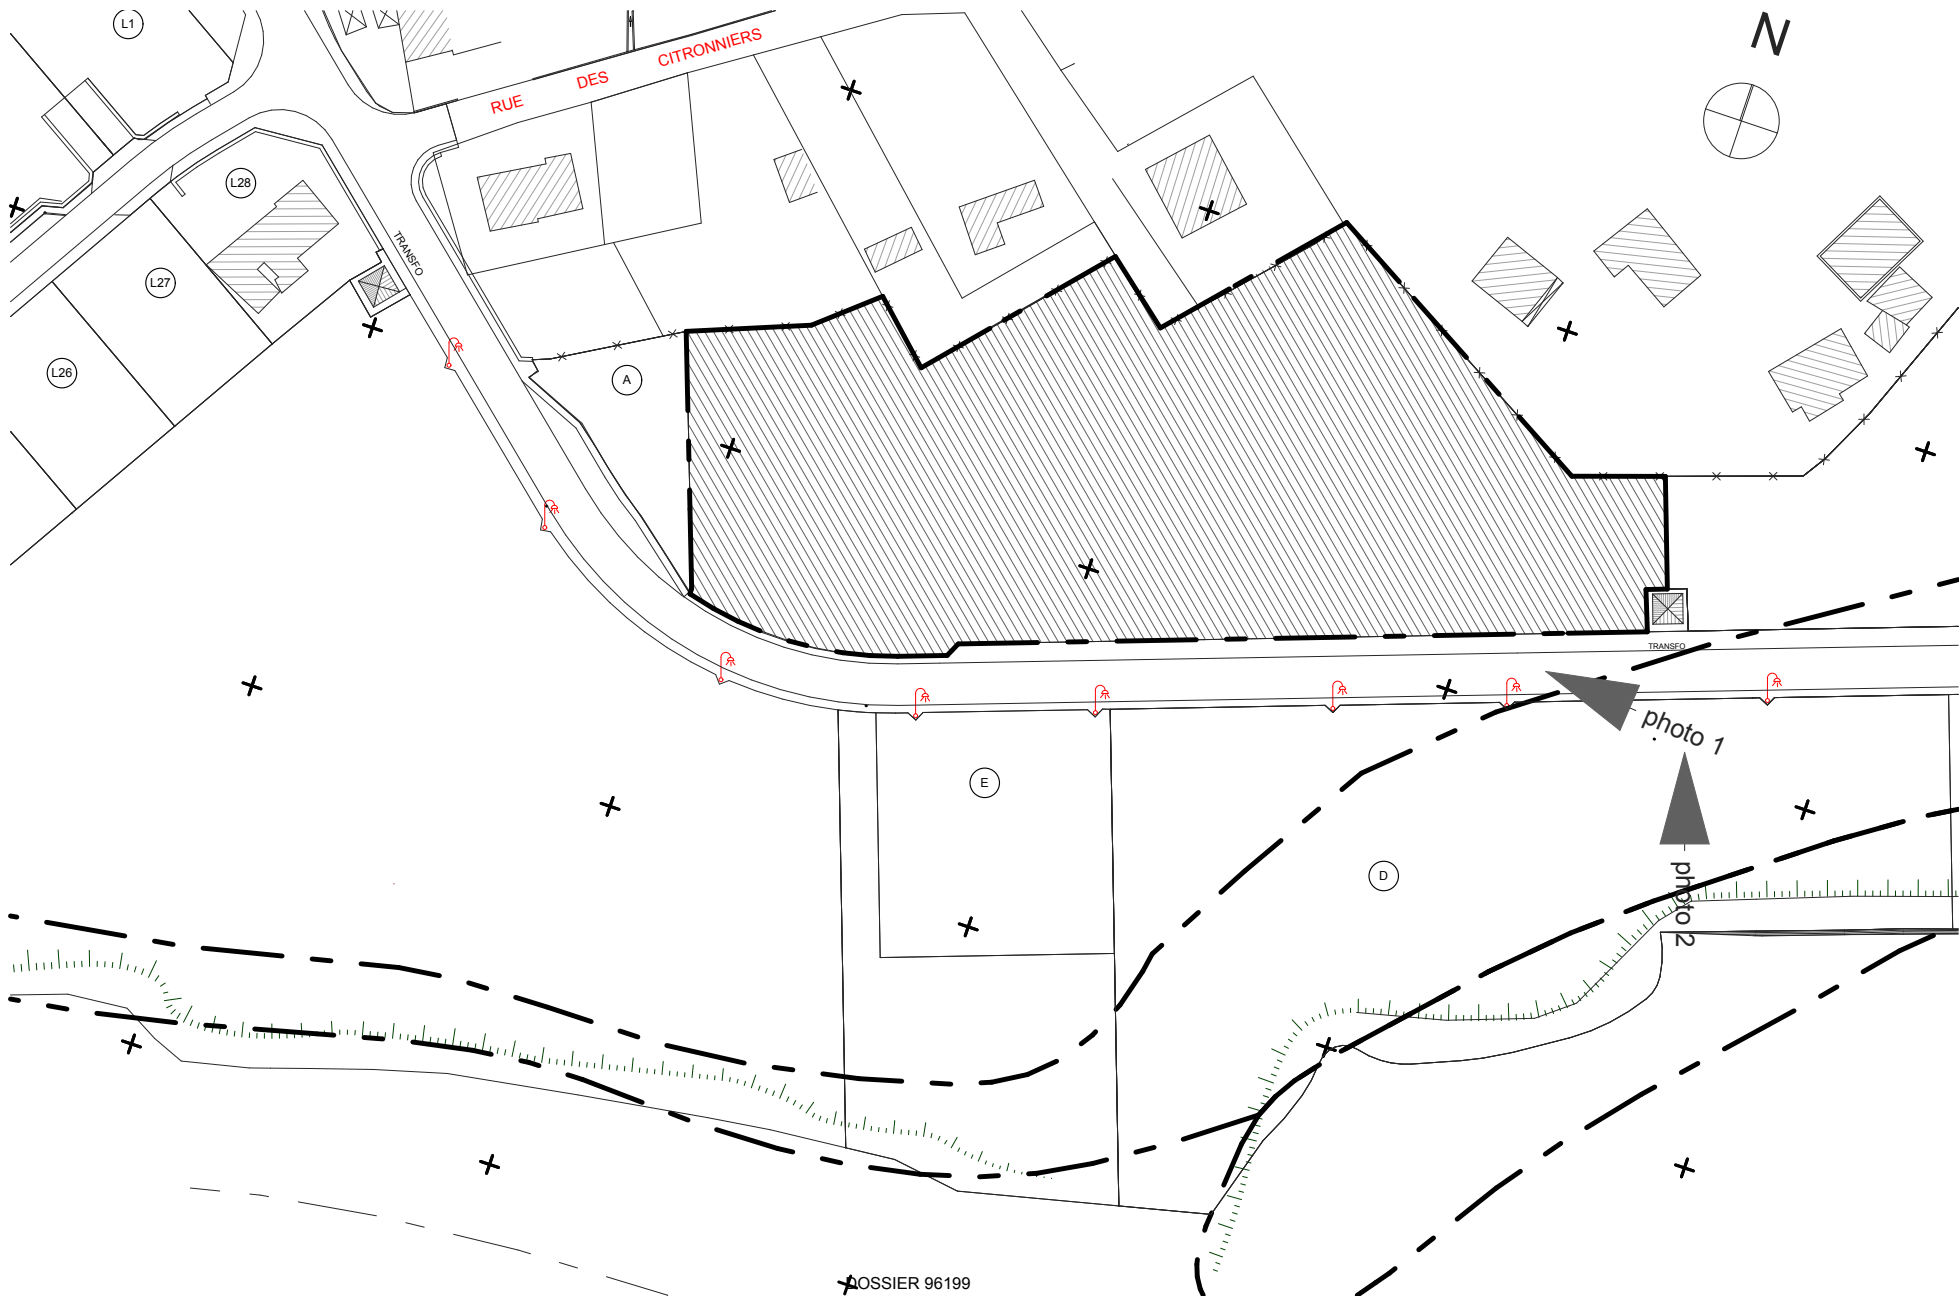 L1
N
RUE DES CITRONNIERS
L28
TRANSFO
L27
L26
A
TRANSFO
photo 1
E
D
photo 2
DOSSIER 96199